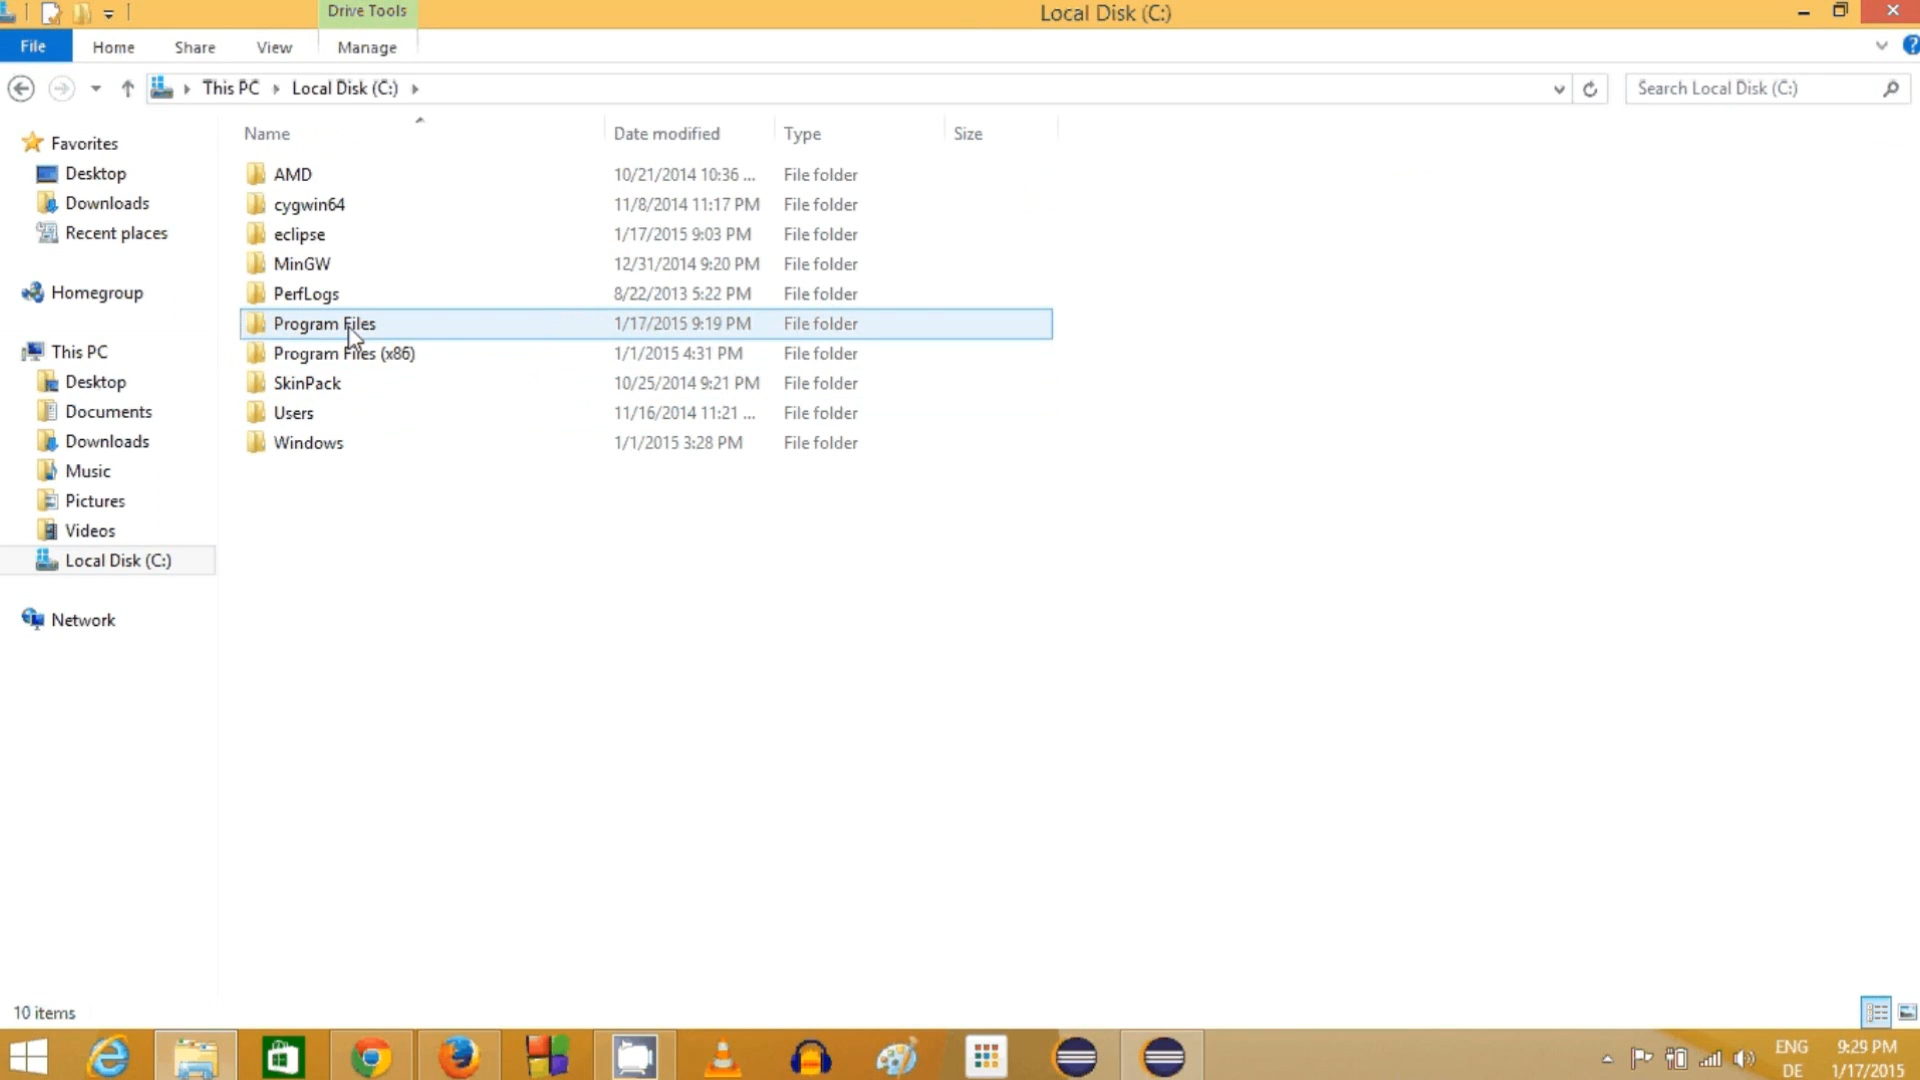 Drive Tools
Local Disk (C:)
File Home Share View Manage
This PC Local Disk (C:)
Search Local Disk (C:)
Name Date modified Type Size
Favorites
Desktop
Downloads
Recent places
Homegroup
This PC
Desktop
Documents
Downloads
Music
Pictures
Videos
Local Disk (C:)
Network
AMD 10/21/2014 10:36 ... File folder
cygwin64 11/8/2014 11:17 PM File folder
eclipse 1/17/2015 9:03 PM File folder
MinGW 12/31/2014 9:20 PM File folder
PerfLogs 8/22/2013 5:22 PM File folder
Program Files 1/17/2015 9:19 PM File folder
Program Files (x86) 1/1/2015 4:31 PM File folder
SkinPack 10/25/2014 9:21 PM File folder
Users 11/16/2014 11:21 ... File folder
Windows 1/1/2015 3:28 PM File folder
10 items
ENG 9:29 PM
DE 1/17/2015